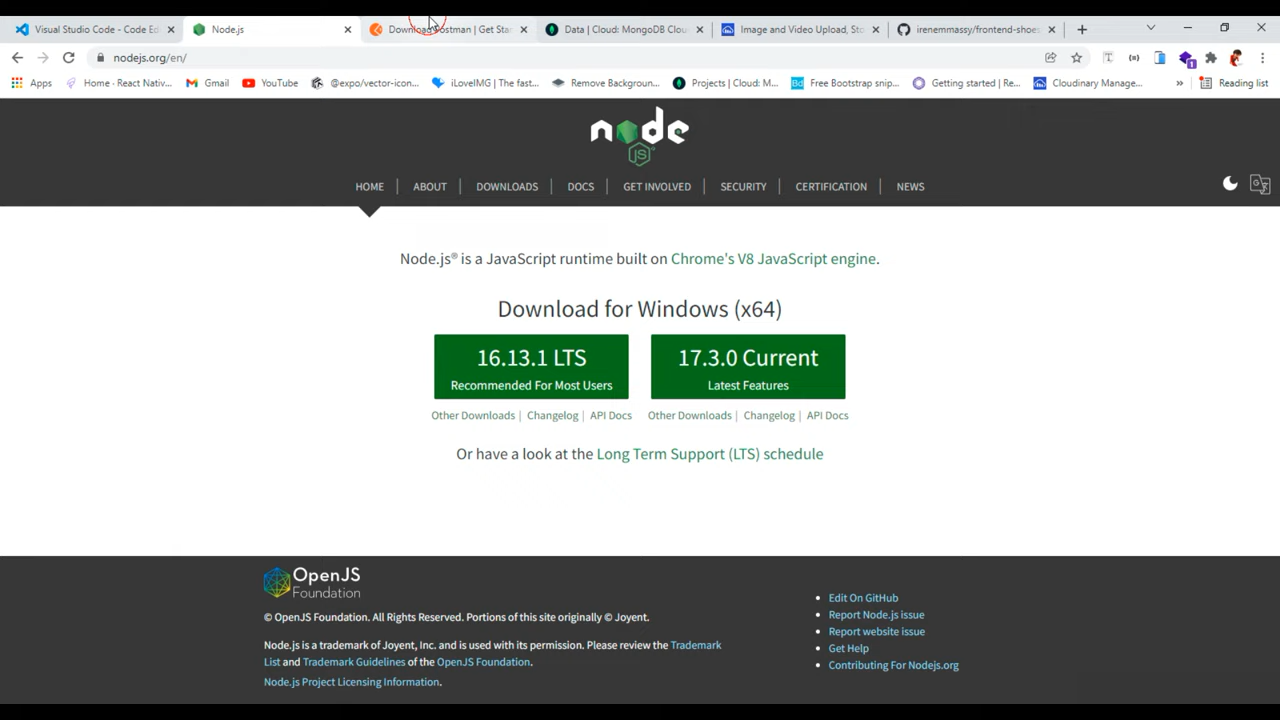 Visual Studio Code - Code Edi
Node.js
Download Postman | Get Star
Data | Cloud: MongoDB Cloud
Image and Video Upload, Sto
irenemassy/frontend-shoes
nodejs.org/en/
Apps
Home · React Nativ...
Gmail
YouTube
@expo/vector-icon...
iLoveIMG | The fast...
Remove Backgroun...
Projects | Cloud: M...
Free Bootstrap snip...
Getting started | Re...
Cloudinary Manage...
»
Reading list
node
JS
HOME | ABOUT | DOWNLOADS | DOCS | GET INVOLVED | SECURITY | CERTIFICATION | NEWS
Node.js® is a JavaScript runtime built on Chrome's V8 JavaScript engine.
Download for Windows (x64)
16.13.1 LTS
Recommended For Most Users
17.3.0 Current
Latest Features
Other Downloads | Changelog | API Docs
Other Downloads | Changelog | API Docs
Or have a look at the Long Term Support (LTS) schedule
OpenJS
Foundation
© OpenJS Foundation. All Rights Reserved. Portions of this site originally © Joyent.
Node.js is a trademark of Joyent, Inc. and is used with its permission. Please review the Trademark
List and Trademark Guidelines of the OpenJS Foundation.
Node.js Project Licensing Information.
Edit On GitHub
Report Node.js issue
Report website issue
Get Help
Contributing For Nodejs.org